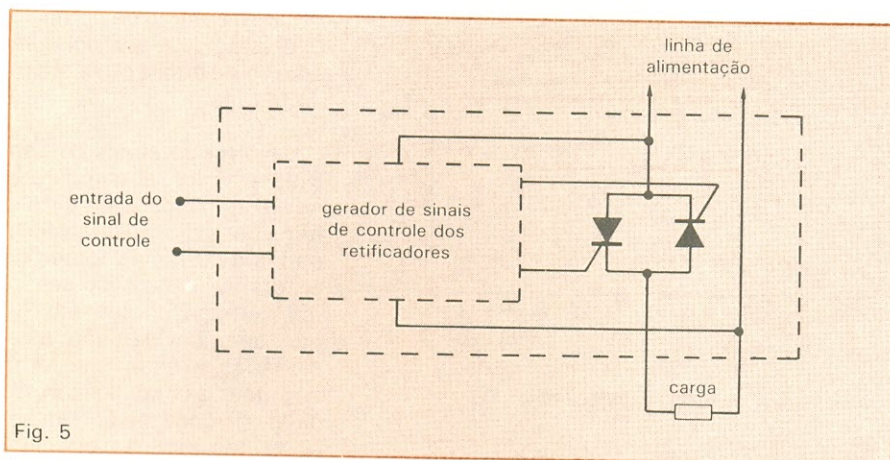 linha de
alimentação
entrada do
sinal de
controle
gerador de sinais
de controle dos
retificadores
carga
Fig. 5